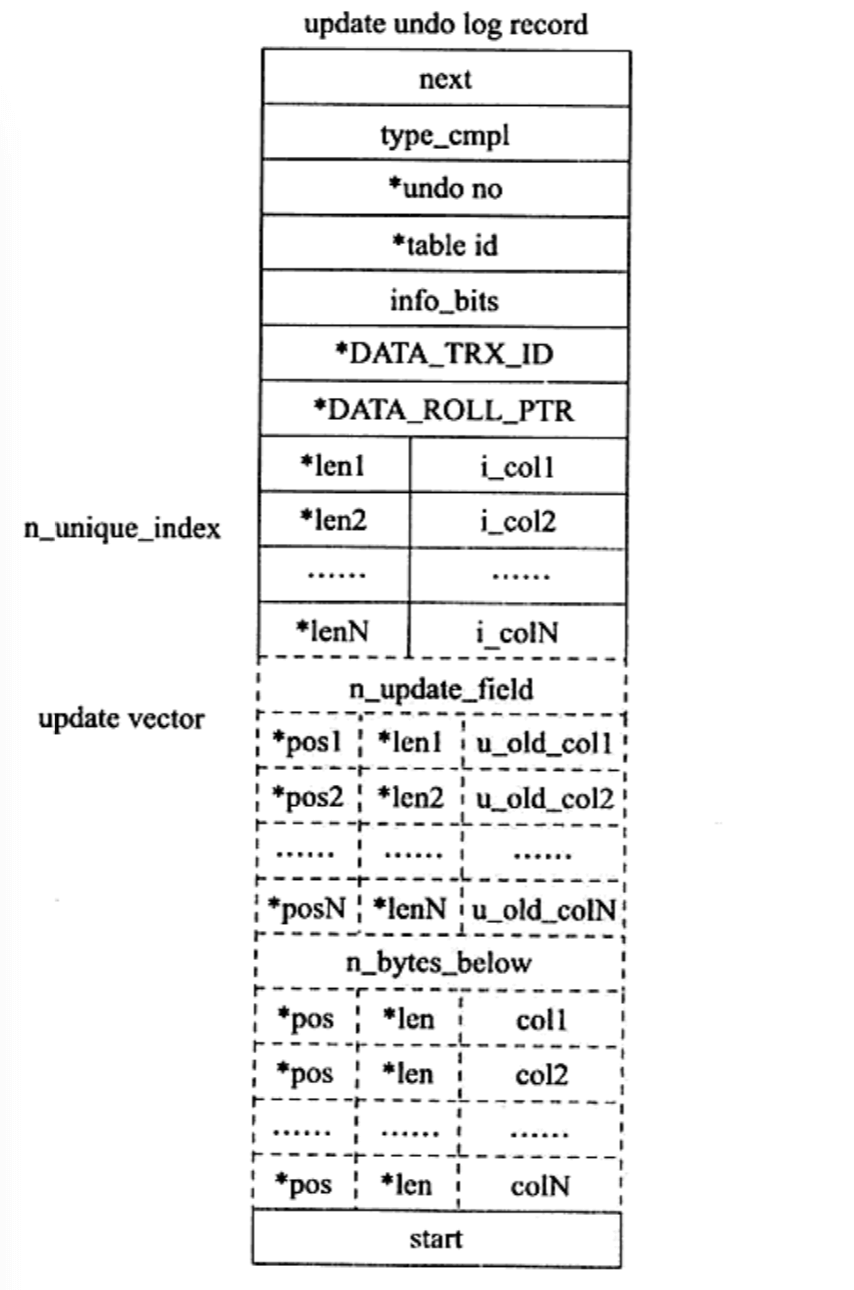 update undo log record
next
type_cmpl
*undo no
*table id
info_bits
*DATA_TRX_ID
*DATA_ROLL_PTR
*len1 i_col1
n_unique_index *len2 i_col2
...... ......
*lenN i_colN
n_update_field
update vector
*pos1 *len1 u_old_col1
*pos2 *len2 u_old_col2
...... ...... ......
*posN *lenN u_old_colN
n_bytes_below
*pos *len col1
*pos *len col2
...... ...... ......
*pos *len colN
start